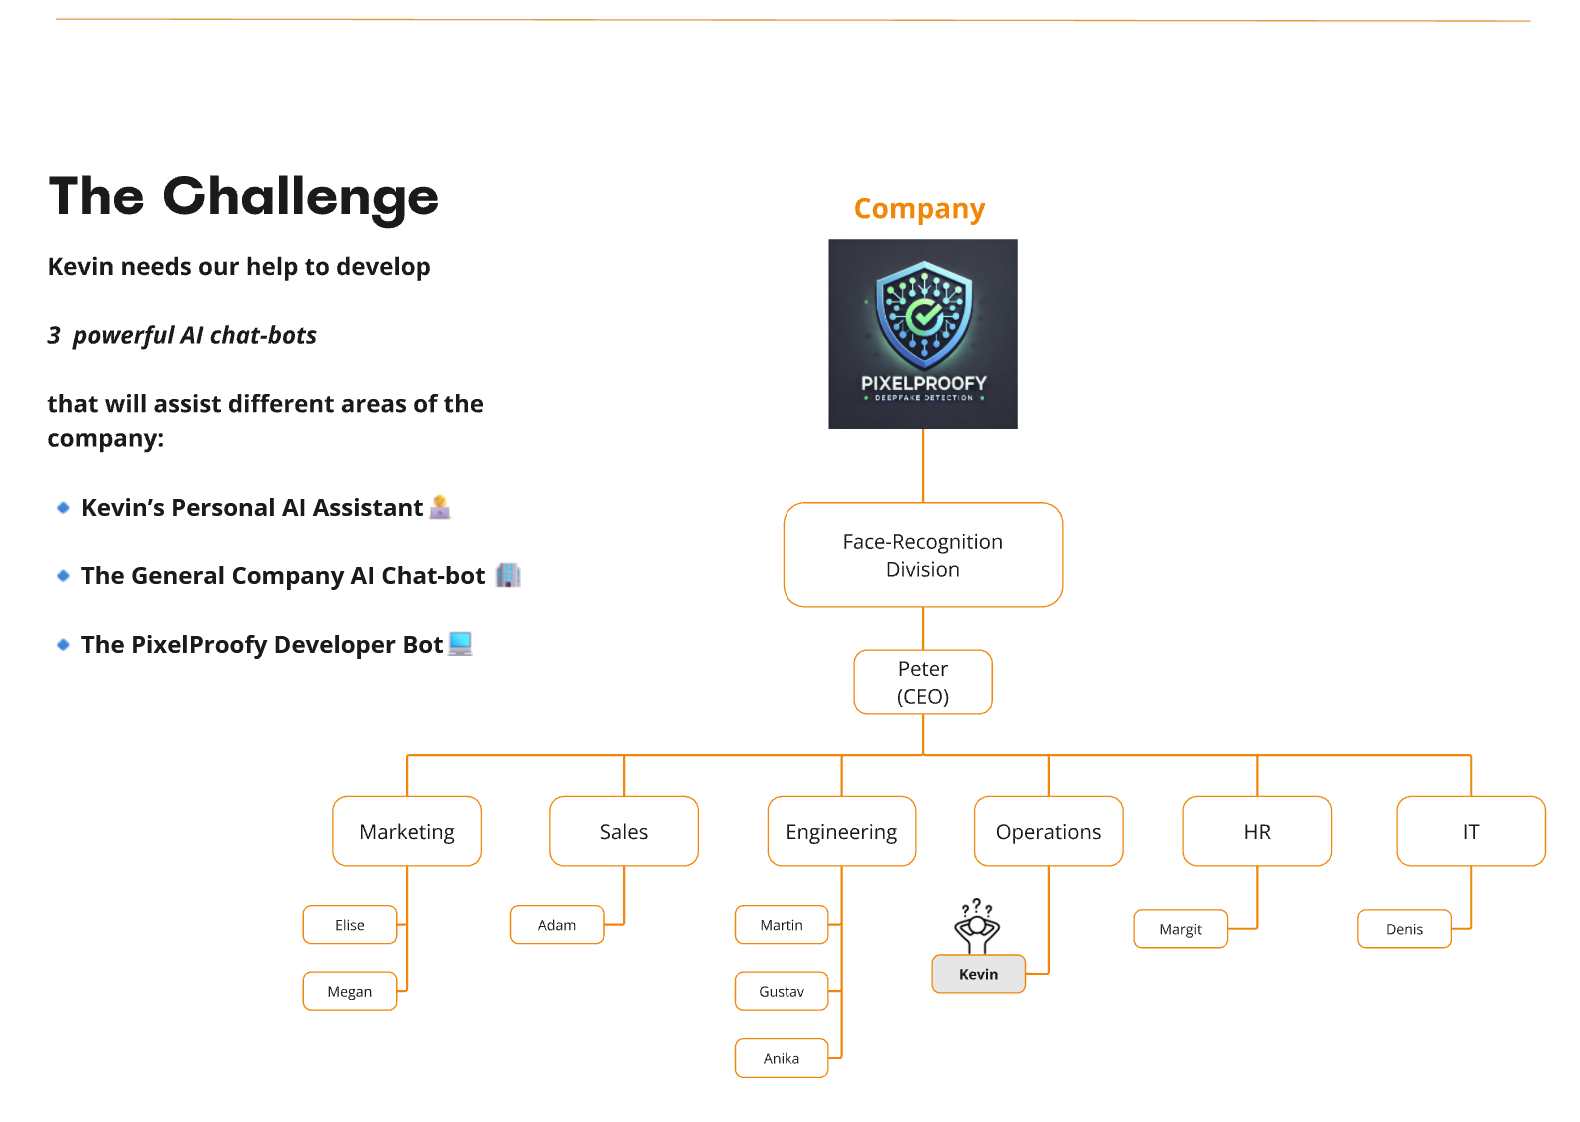 The Challenge
Kevin needs our help to develop
3 powerful AI chat-bots
that will assist different areas of the
company:
Kevin’s Personal AI Assistant
The General Company AI Chat-bot
The PixelProofy Developer Bot
Company
PIXELPROOFY
DEEPFAKE DETECTION
Face-Recognition
Division
Peter
(CEO)
Marketing
Sales
Engineering
Operations
HR
IT
Elise
Megan
Adam
Martin
Gustav
Anika
???
Kevin
Margit
Denis